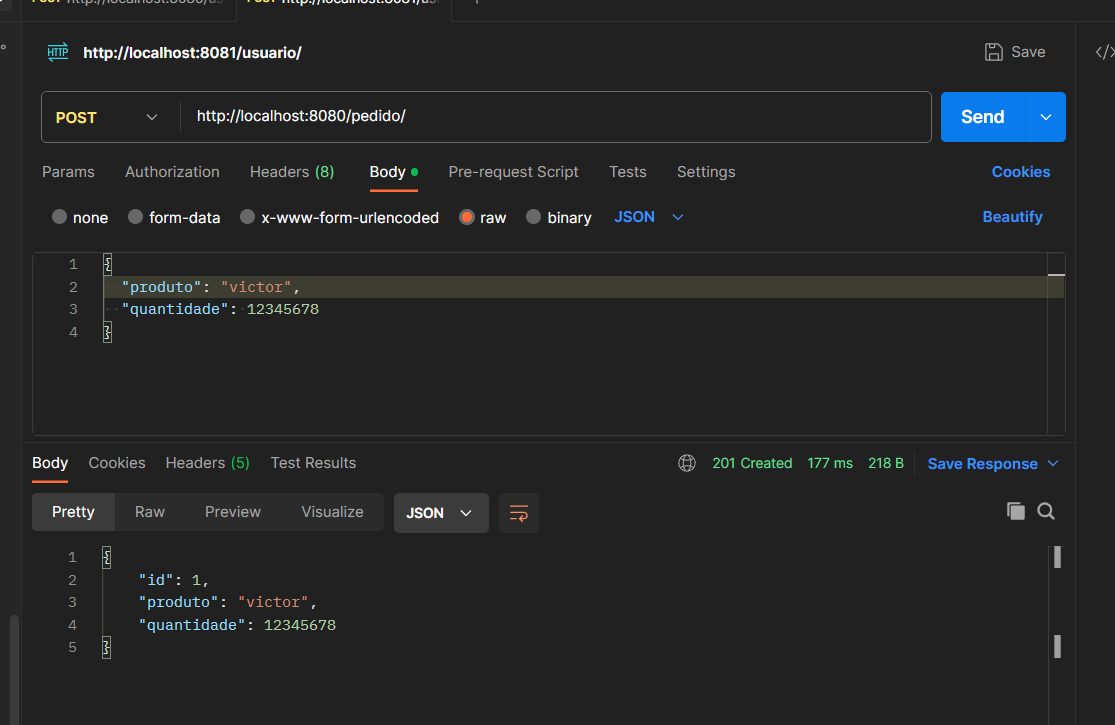 POST http://localhost:8080/us
POST http://localhost:8081/us
+
HTTP http://localhost:8081/usuario/
Save
</>
POST
http://localhost:8080/pedido/
Send
Params Authorization Headers (8) Body Pre-request Script Tests Settings Cookies
none form-data x-www-form-urlencoded raw binary JSON Beautify
1 {
2 "produto": "victor",
3 "quantidade": 12345678
4 }
Body Cookies Headers (5) Test Results 201 Created 177 ms 218 B Save Response
Pretty Raw Preview Visualize JSON
1 {
2 "id": 1,
3 "produto": "victor",
4 "quantidade": 12345678
5 }